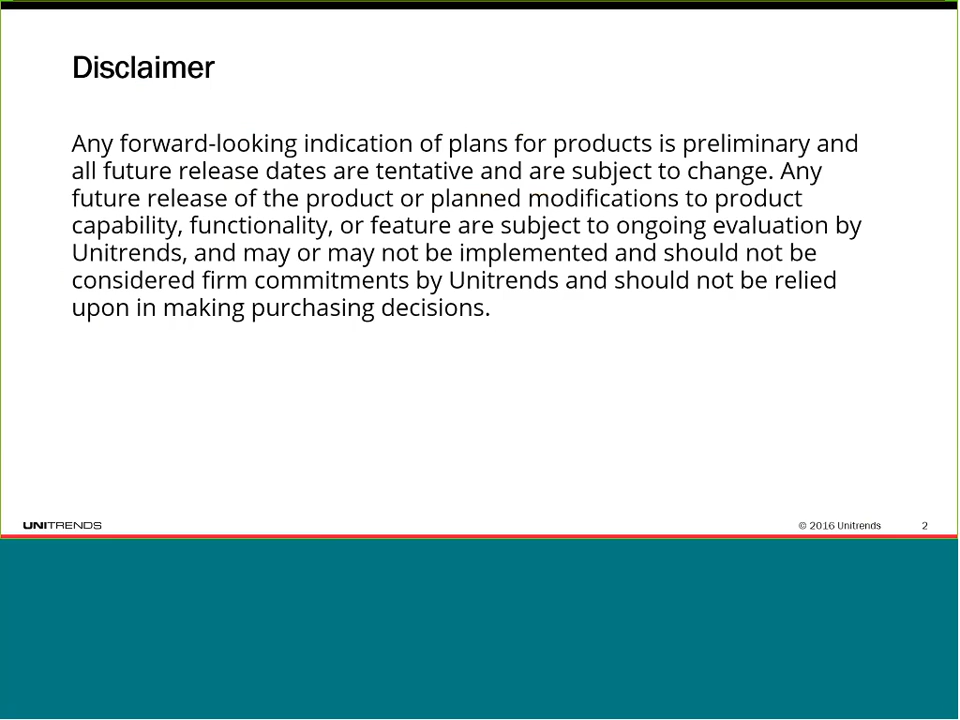 Disclaimer
Any forward-looking indication of plans for products is preliminary and
all future release dates are tentative and are subject to change. Any
future release of the product or planned modifications to product
capability, functionality, or feature are subject to ongoing evaluation by
Unitrends, and may or may not be implemented and should not be
considered firm commitments by Unitrends and should not be relied
upon in making purchasing decisions.
UNITRENDS
© 2016 Unitrends
2